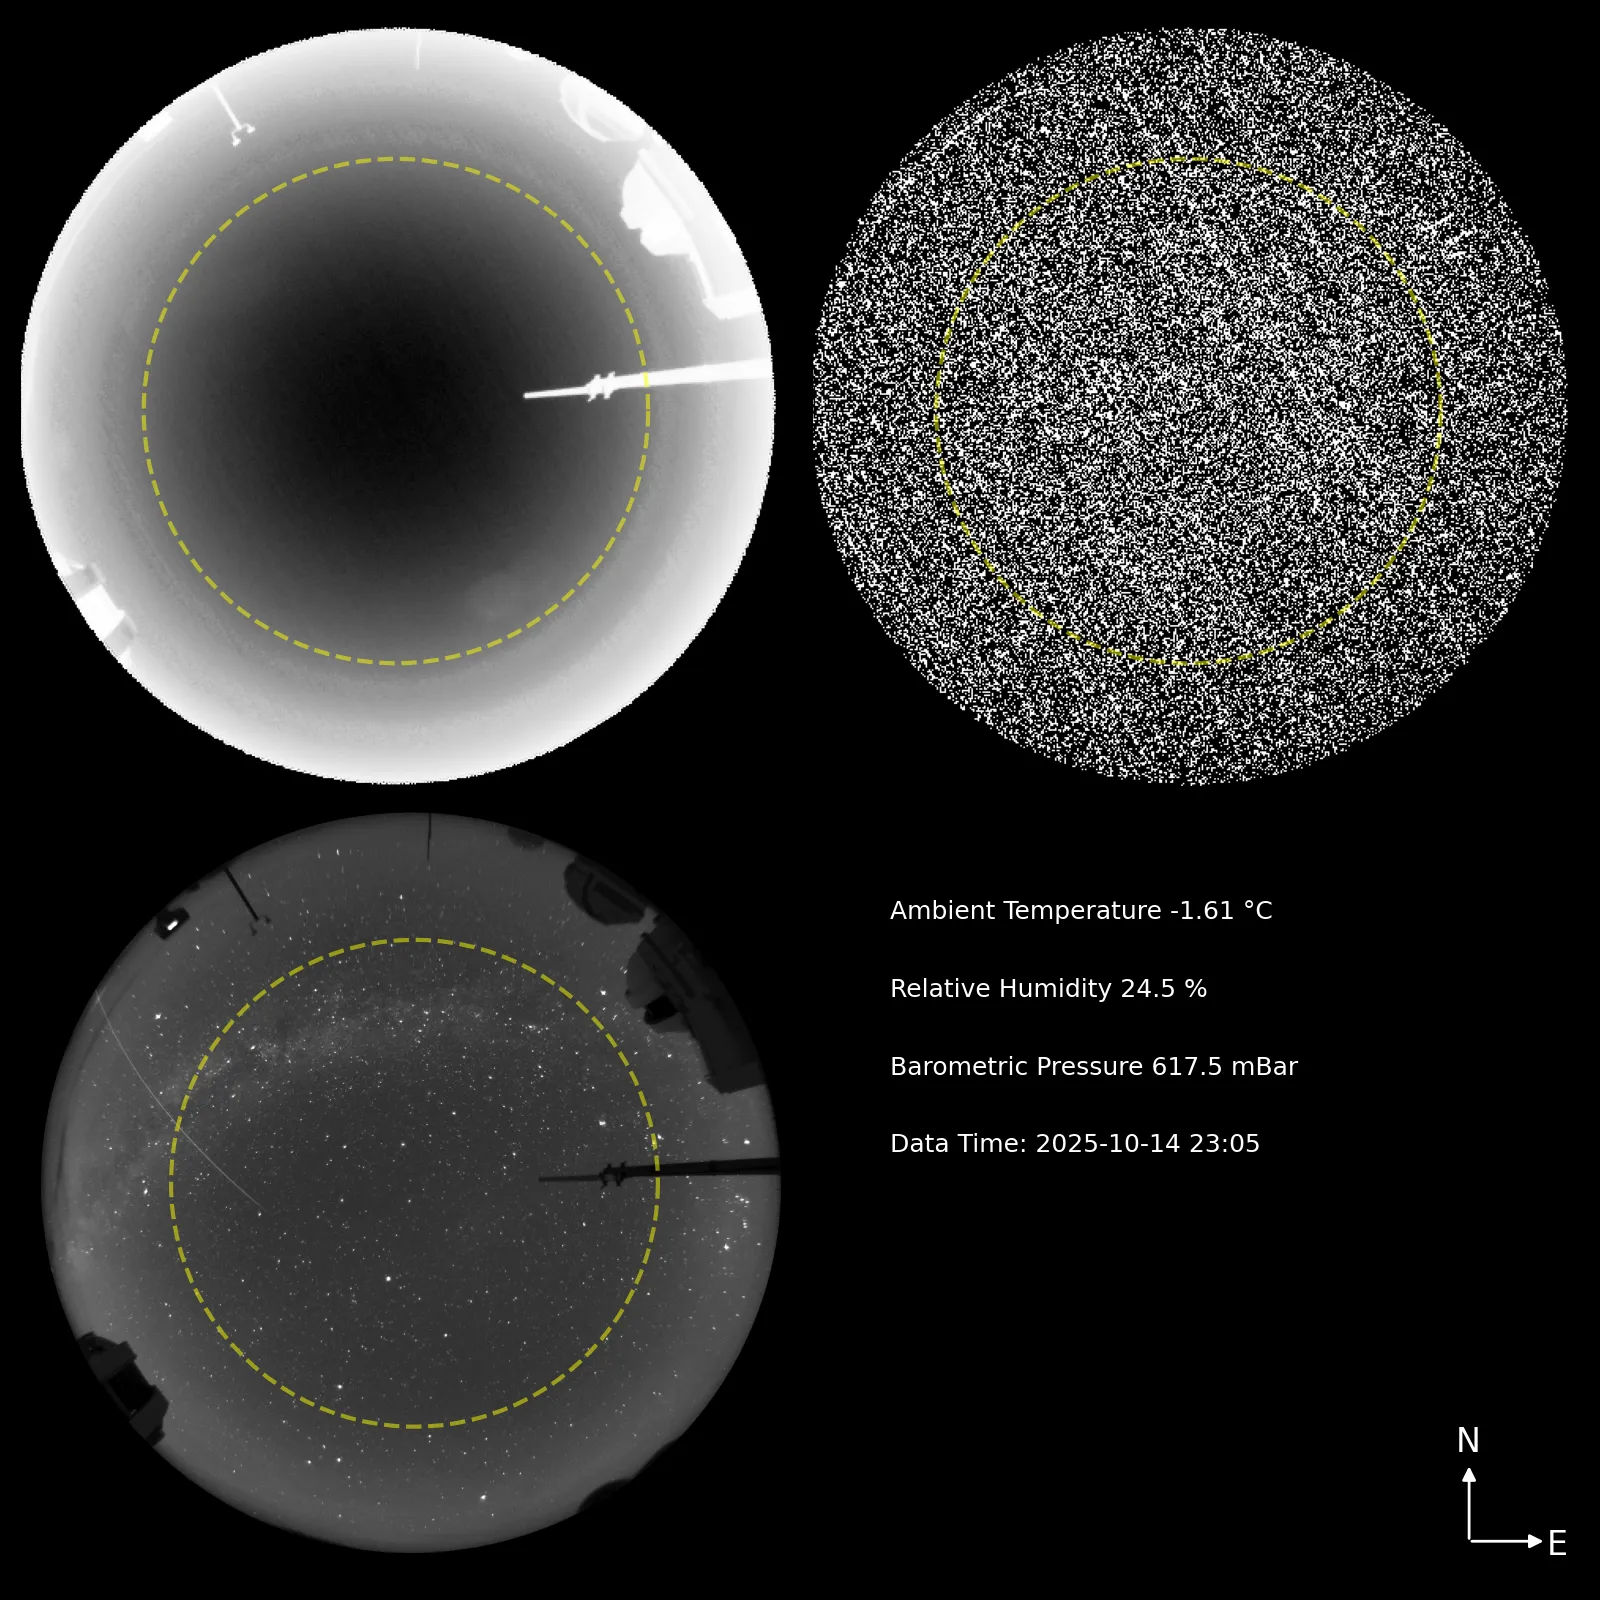 Ambient Temperature -1.61 °C
Relative Humidity 24.5 %
Barometric Pressure 617.5 mBar
Data Time: 2025-10-14 23:05
N
E